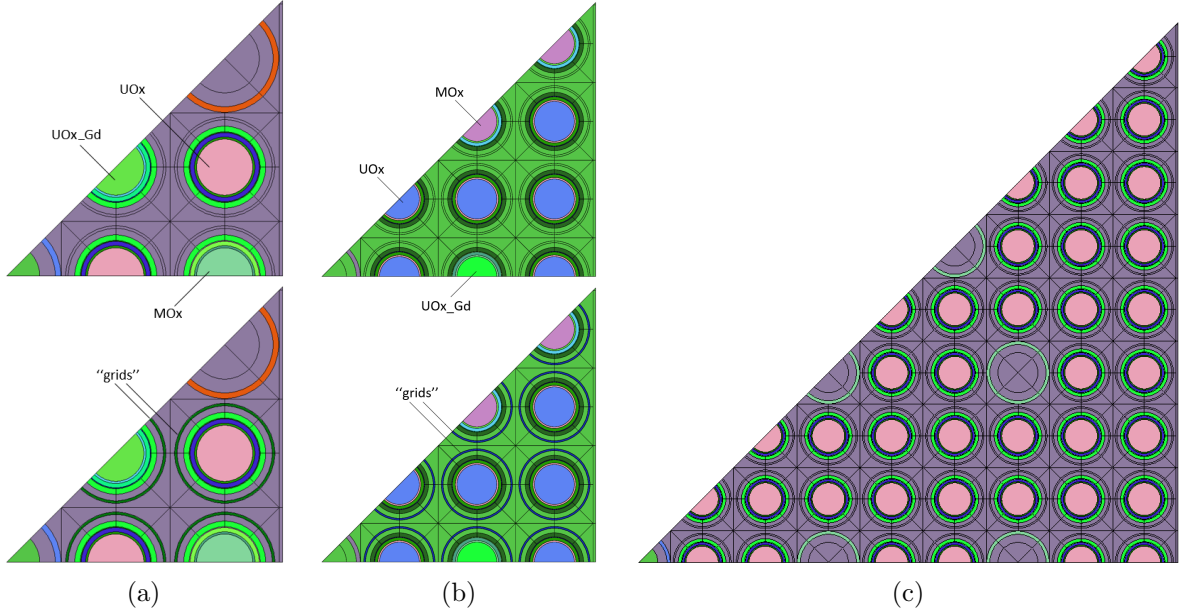 UOx
UOx_Gd
MOx
"grids"
MOx
UOx
UOx_Gd
"grids"
(a)
(b)
(c)